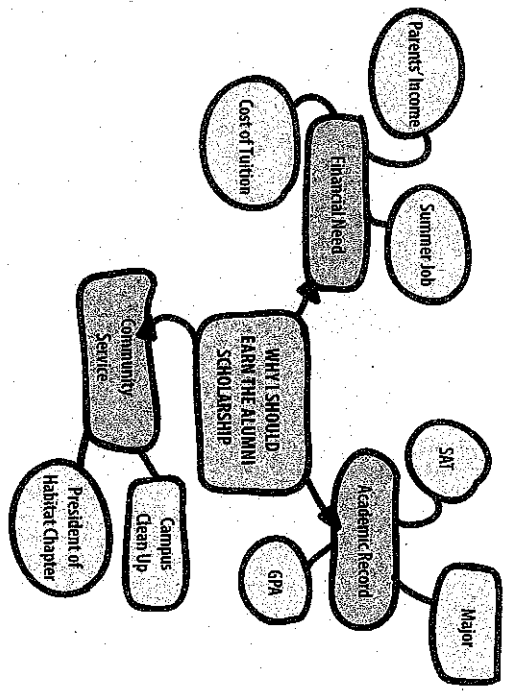 Parents' Income
Summer Job
Financial Need
Cost of Tuition
SAT
Major
Academic Record
GPA
WHY I SHOULD
EARN THE ALUMNI
SCHOLARSHIP
Community
Service
Campus
Clean Up
President of
Habitat Chapter